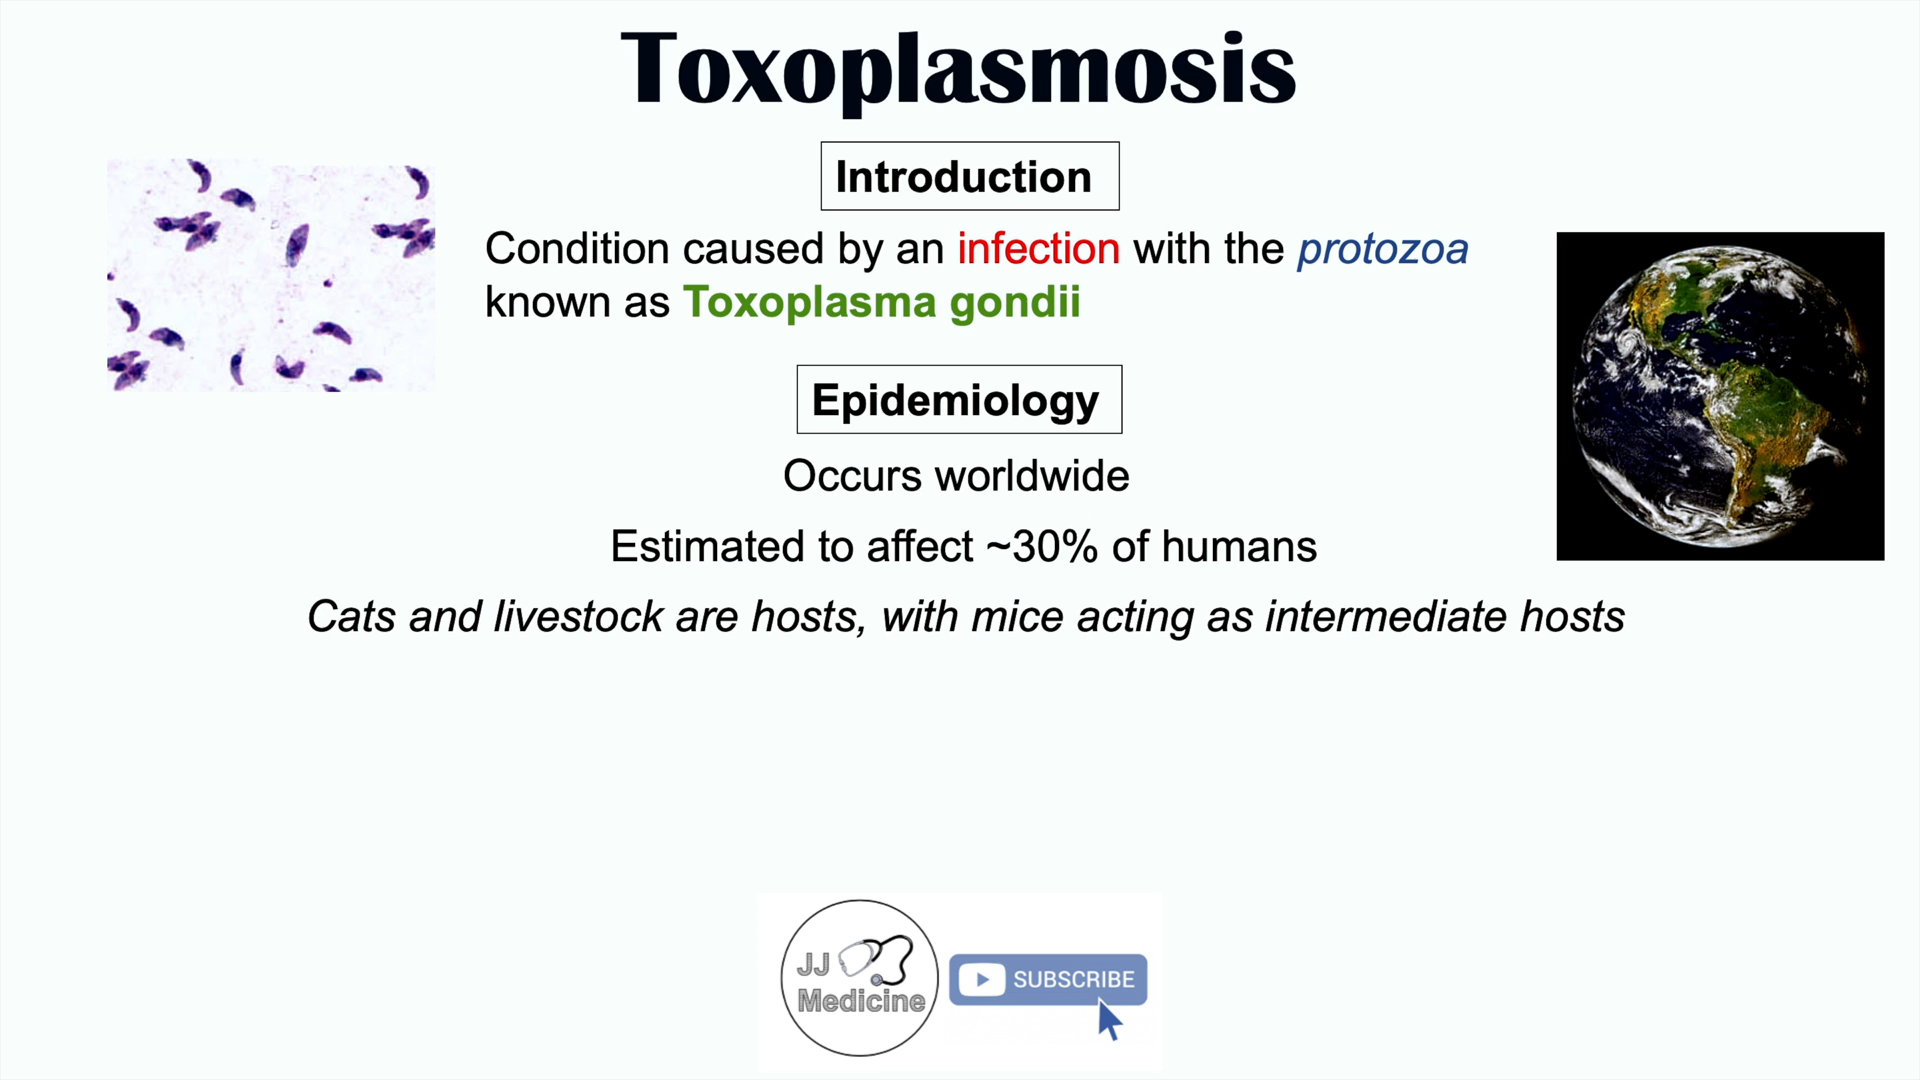 Toxoplasmosis
Introduction
Condition caused by an infection with the protozoa
known as Toxoplasma gondii
Epidemiology
Occurs worldwide
Estimated to affect ~30% of humans
Cats and livestock are hosts, with mice acting as intermediate hosts
JJ
Medicine
SUBSCRIBE